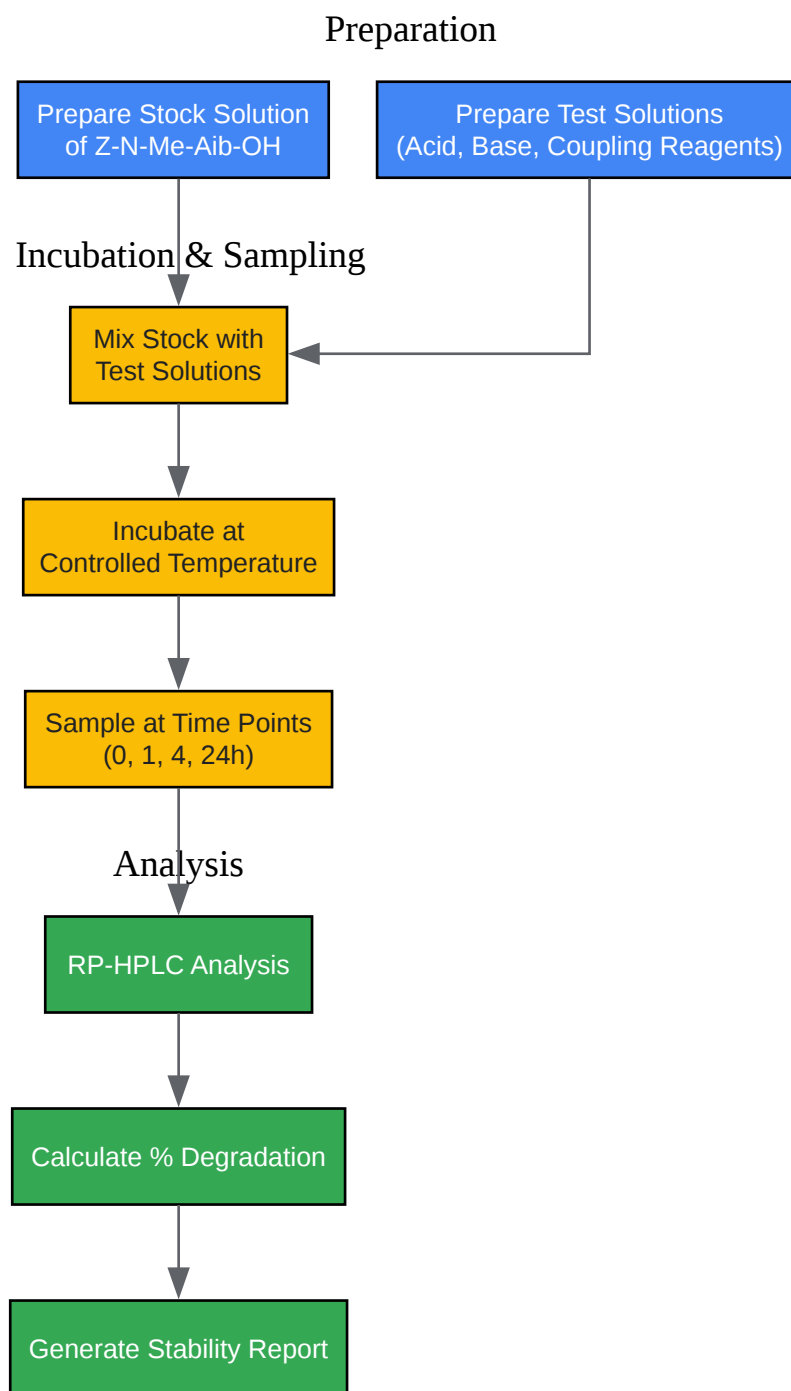 Preparation
Prepare Stock Solution
of Z-N-Me-Aib-OH
Prepare Test Solutions
(Acid, Base, Coupling Reagents)
Incubation & Sampling
Mix Stock with
Test Solutions
Incubate at
Controlled Temperature
Sample at Time Points
(0, 1, 4, 24h)
Analysis
RP-HPLC Analysis
Calculate % Degradation
Generate Stability Report